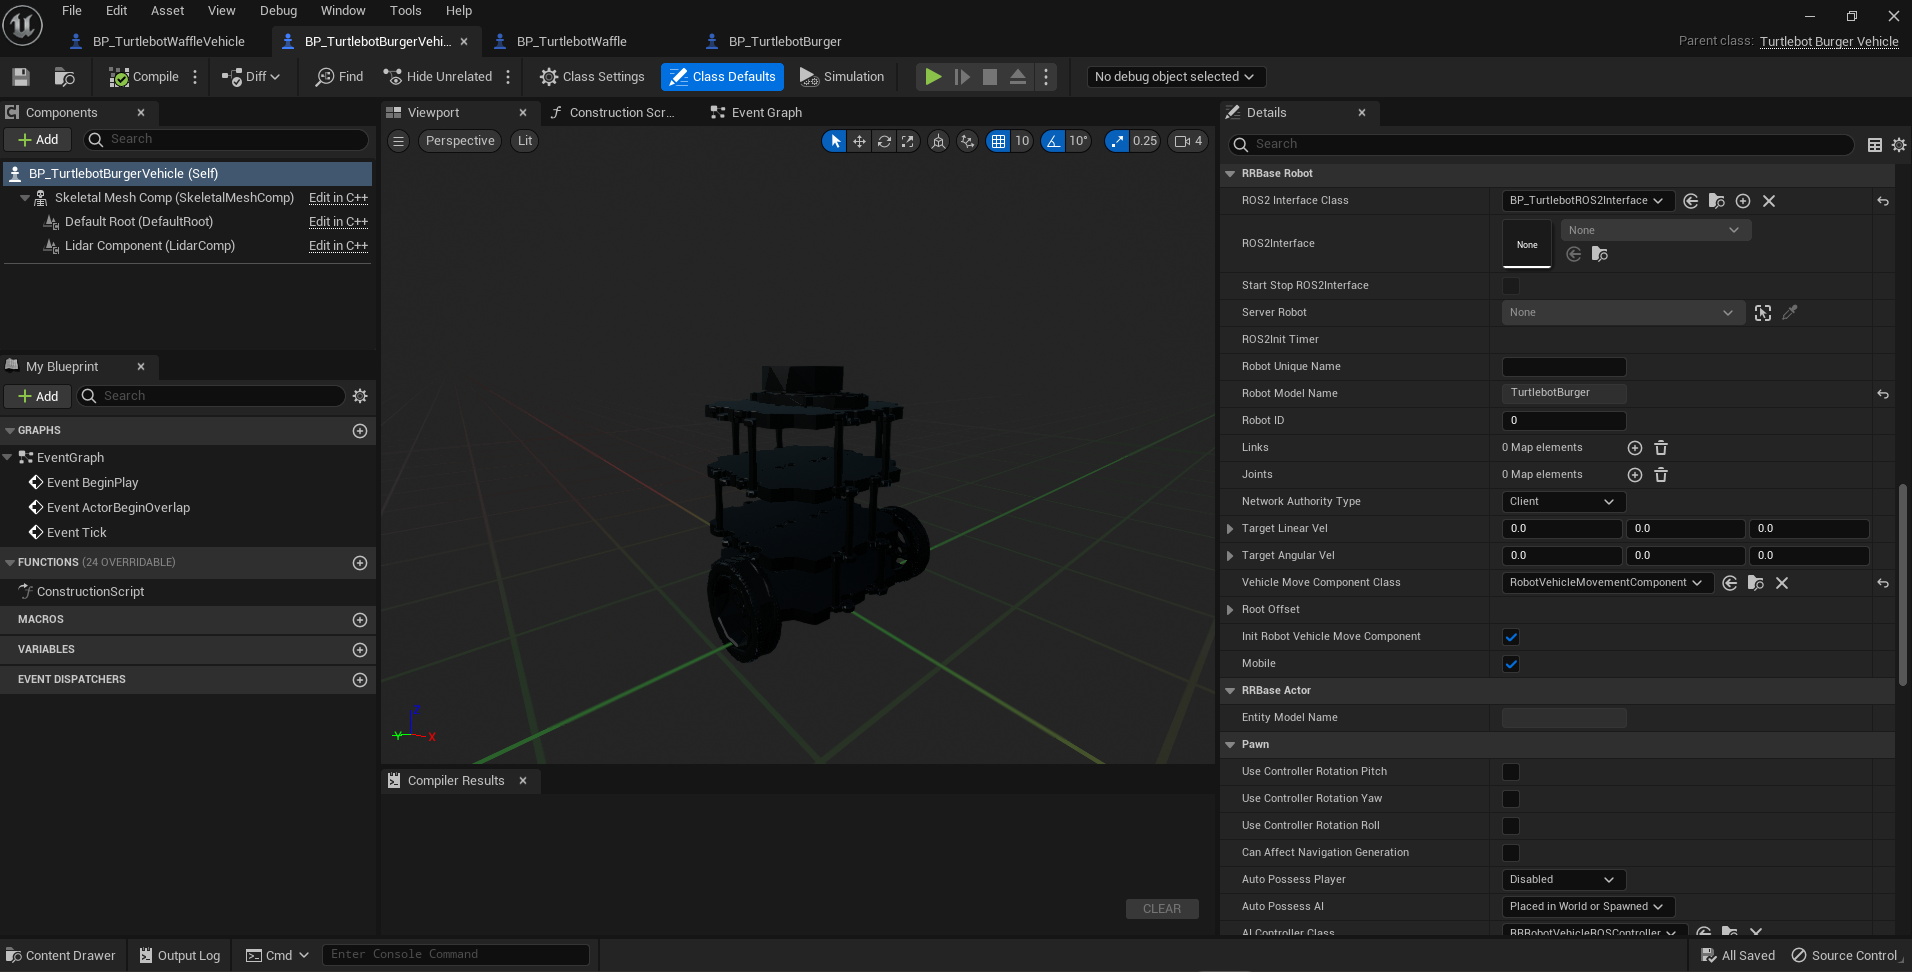 File Edit Asset View Debug Window Tools Help
BP_TurtlebotWaffleVehicle BP_TurtlebotBurgerVehi... BP_TurtlebotWaffle BP_TurtlebotBurger Parent class: Turtlebot Burger Vehicle
Compile Diff Find Hide Unrelated Class Settings Class Defaults Simulation No debug object selected
Components
Add Search
BP_TurtlebotBurgerVehicle (Self)
Skeletal Mesh Comp (SkeletalMeshComp) Edit in C++
Default Root (DefaultRoot) Edit in C++
Lidar Component (LidarComp) Edit in C++
My Blueprint
Add Search
GRAPHS
EventGraph
Event BeginPlay
Event ActorBeginOverlap
Event Tick
FUNCTIONS (24 OVERRIDABLE)
ConstructionScript
MACROS
VARIABLES
EVENT DISPATCHERS
Viewport Construction Scr... Event Graph
Perspective Lit 10 10° 0.25 4
Z
Y X
Compiler Results
CLEAR
Details
Search
RRBase Robot
ROS2 Interface Class BP_TurtlebotROS2Interface
ROS2Interface None None
Start Stop ROS2Interface
Server Robot None
ROS2Init Timer
Robot Unique Name
Robot Model Name TurtlebotBurger
Robot ID 0
Links 0 Map elements
Joints 0 Map elements
Network Authority Type Client
Target Linear Vel 0.0 0.0 0.0
Target Angular Vel 0.0 0.0 0.0
Vehicle Move Component Class RobotVehicleMovementComponent
Root Offset
Init Robot Vehicle Move Component
Mobile
RRBase Actor
Entity Model Name
Pawn
Use Controller Rotation Pitch
Use Controller Rotation Yaw
Use Controller Rotation Roll
Can Affect Navigation Generation
Auto Possess Player Disabled
Auto Possess AI Placed in World or Spawned
AI Controller Class RRRobotVehicleROSController
Content Drawer Output Log Cmd Enter Console Command All Saved Source Control